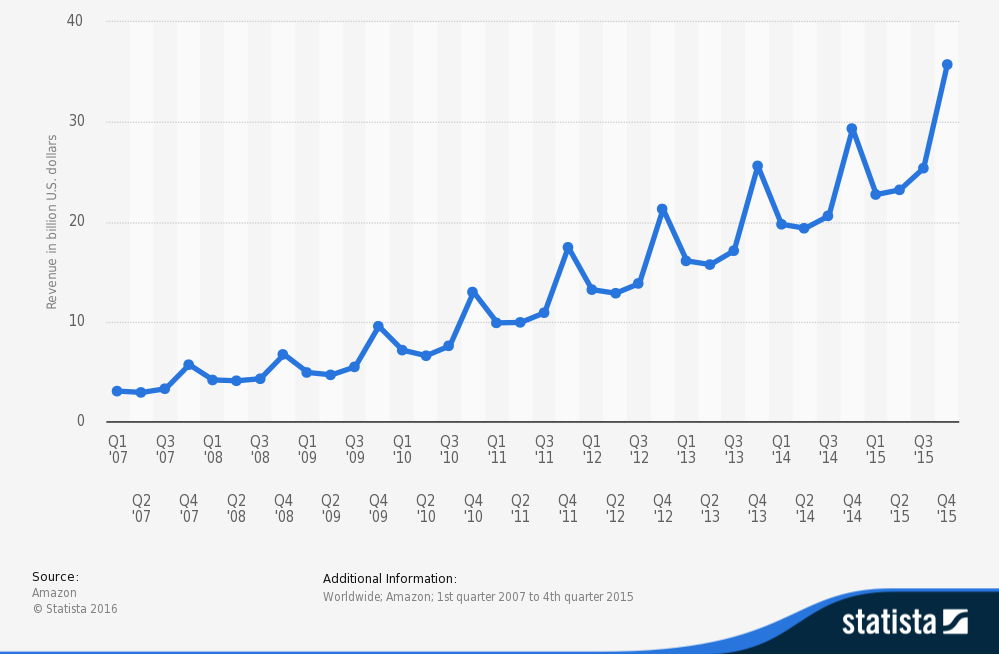 40
30
20
10
0
Revenue in billion U.S. dollars
Q1 Q3 Q1 Q3 Q1 Q3 Q1 Q3 Q1 Q3 Q1 Q3 Q1 Q3 Q1 Q3 Q1 Q3
'07 '07 '08 '08 '09 '09 '10 '10 '11 '11 '12 '12 '13 '13 '14 '14 '15 '15
Q2 Q4 Q2 Q4 Q2 Q4 Q2 Q4 Q2 Q4 Q2 Q4 Q2 Q4 Q2 Q4 Q2 Q4
'07 '07 '08 '08 '09 '09 '10 '10 '11 '11 '12 '12 '13 '13 '14 '14 '15 '15
Source:
Amazon
© Statista 2016
Additional Information:
Worldwide; Amazon; 1st quarter 2007 to 4th quarter 2015
statista